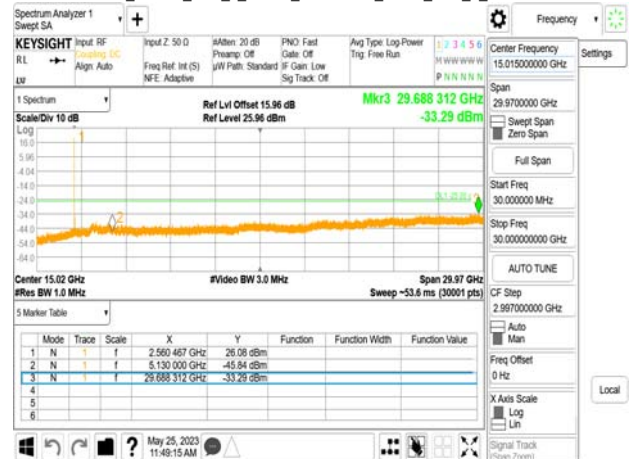 Spectrum Analyzer 1
Swept SA
Frequency
KEYSIGHT
Input: RF
Coupling: DC
Align: Auto
Input Z: 50 Ω
Freq Ref: Int (S)
NFE: Adaptive
#Atten: 20 dB
Preamp: Off
µW Path: Standard
PNO: Fast
Gate: Off
IF Gain: Low
Sig Track: Off
Avg Type: Log-Power
Trig: Free Run
1 2 3 4 5 6
M W W W W W
P N N N N N
RL
Center Frequency
15.015000000 GHz
Settings
1 Spectrum
Scale/Div 10 dB
Ref Lvl Offset 15.96 dB
Ref Level 25.96 dBm
Mkr3 29.688 312 GHz
-33.29 dBm
Span
29.9700000 GHz
Swept Span
Zero Span
Full Span
Log
16.0
5.96
-4.04
-14.0
-24.0
-34.0
-44.0
-54.0
-64.0
1
2
Start Freq
30.000000 MHz
Stop Freq
30.000000000 GHz
AUTO TUNE
Center 15.02 GHz
#Res BW 1.0 MHz
#Video BW 3.0 MHz
Span 29.97 GHz
Sweep ~53.6 ms (30001 pts)
CF Step
2.997000000 GHz
Auto
Man
5 Marker Table
Mode Trace Scale X Y Function Function Width Function Value
1 N 1 f 2.560 467 GHz 26.08 dBm
2 N 1 f 5.130 000 GHz -45.84 dBm
3 N 1 f 29.688 312 GHz -33.29 dBm
4
5
6
Freq Offset
0 Hz
X Axis Scale
Log
Lin
Local
Signal Track
(Span Zoom)
?
May 25, 2023
11:49:15 AM